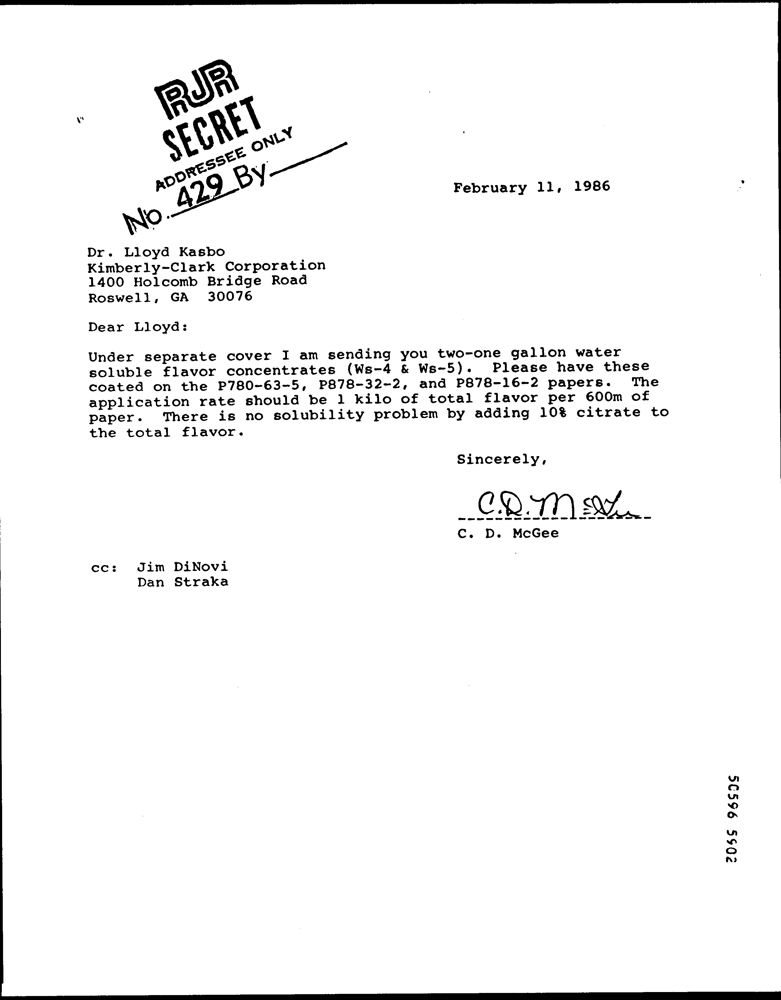 RJR
SECRET
ADDRESSEE ONLY
No. 429 By
February 11, 1986
Dr. Lloyd Kasbo
Kimberly-Clark Corporation
1400 Holcomb Bridge Road
Roswell, GA 30076
Dear Lloyd:
Under separate cover I am sending you two-one gallon water
soluble flavor concentrates (Ws-4 & Ws-5). Please have these
coated on the P780-63-5, P878-32-2, and P878-16-2 papers. The
application rate should be 1 kilo of total flavor per 600m of
paper. There is no solubility problem by adding 10% citrate to
the total flavor.
Sincerely,
C. D. McGee
cc: Jim DiNovi
Dan Straka